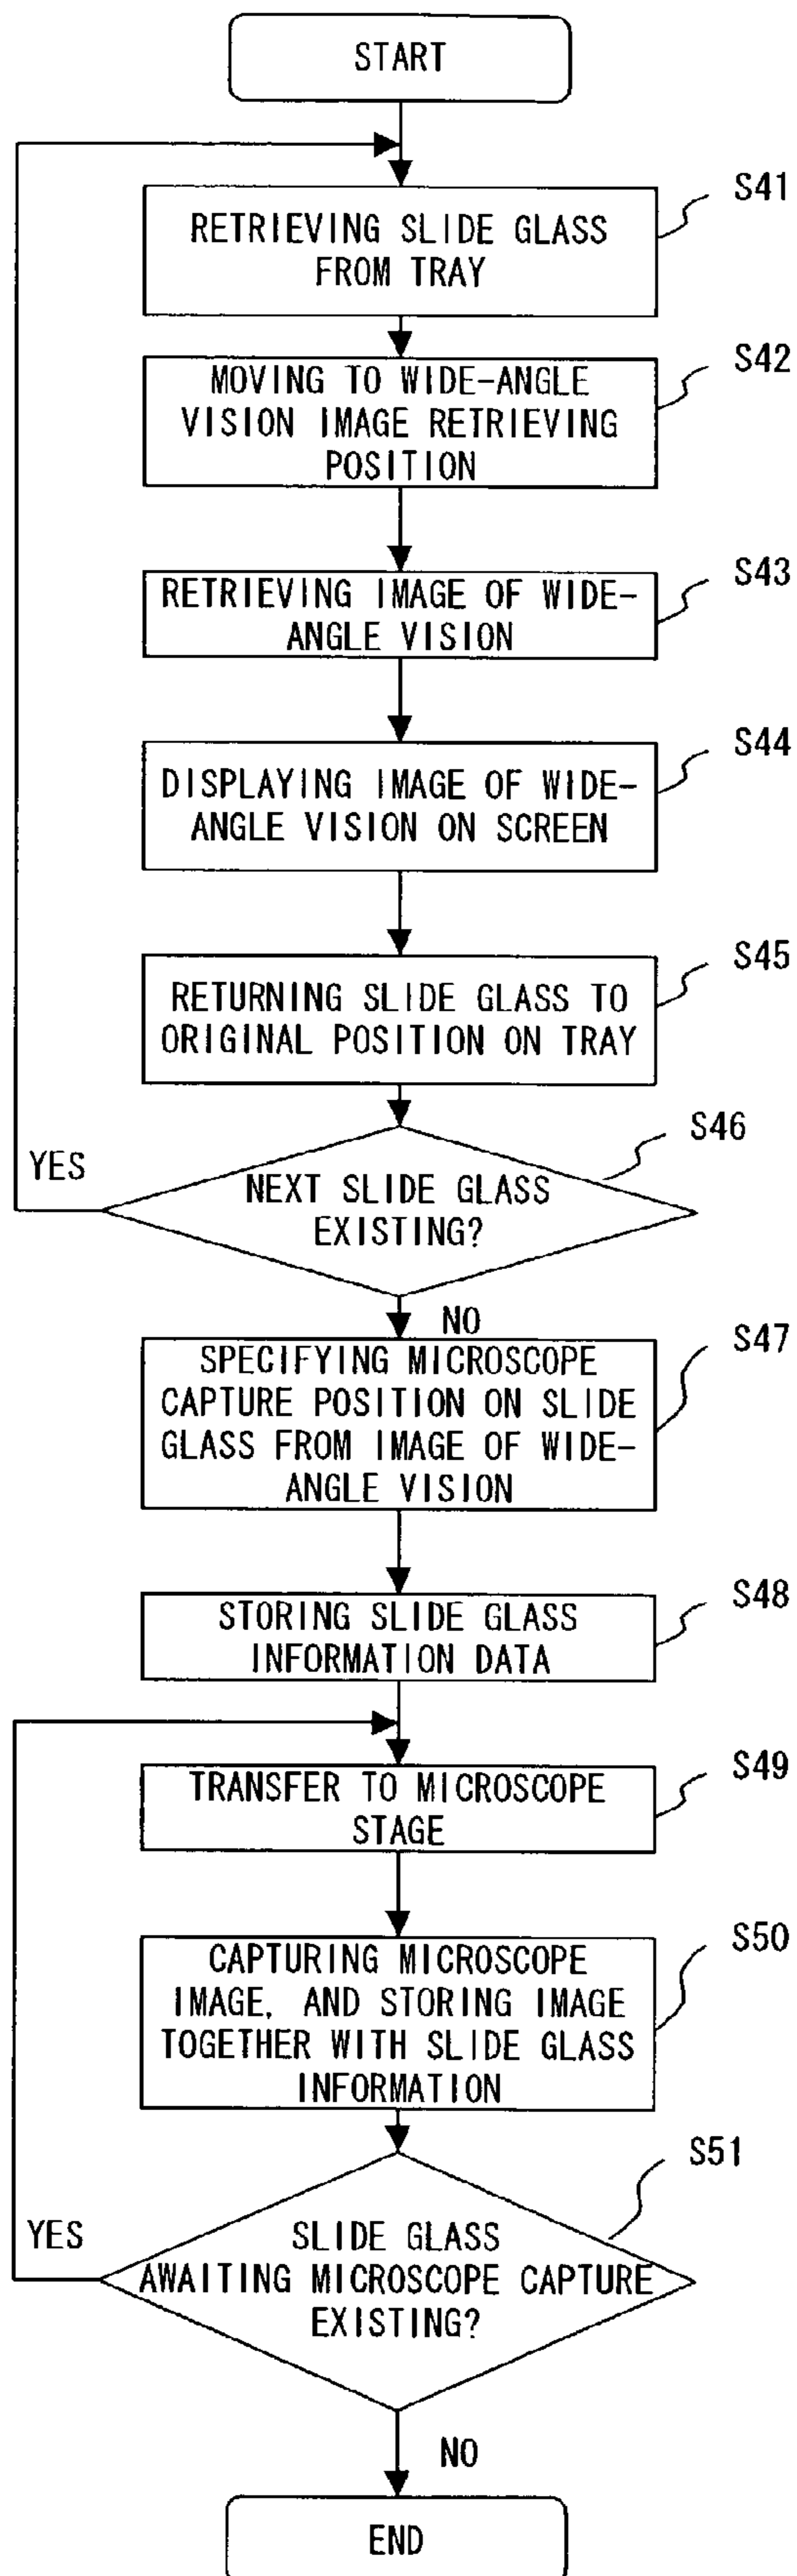 START
S41
RETRIEVING SLIDE GLASS
FROM TRAY
S42
MOVING TO WIDE-ANGLE
VISION IMAGE RETRIEVING
POSITION
S43
RETRIEVING IMAGE OF WIDE-
ANGLE VISION
S44
DISPLAYING IMAGE OF WIDE-
ANGLE VISION ON SCREEN
S45
RETURNING SLIDE GLASS TO
ORIGINAL POSITION ON TRAY
S46
YES
NEXT SLIDE GLASS
EXISTING?
NO
S47
SPECIFYING MICROSCOPE
CAPTURE POSITION ON SLIDE
GLASS FROM IMAGE OF WIDE-
ANGLE VISION
S48
STORING SLIDE GLASS
INFORMATION DATA
S49
TRANSFER TO MICROSCOPE
STAGE
S50
CAPTURING MICROSCOPE
IMAGE, AND STORING IMAGE
TOGETHER WITH SLIDE GLASS
INFORMATION
S51
YES
SLIDE GLASS
AWAITING MICROSCOPE CAPTURE
EXISTING?
NO
END